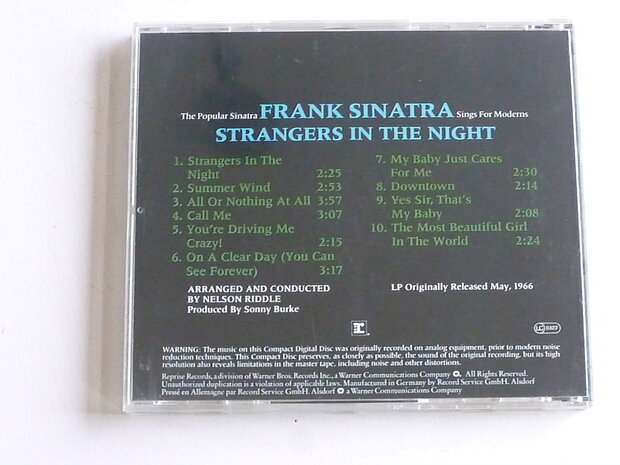 The Popular Sinatra FRANK SINATRA Sings For Moderns
STRANGERS IN THE NIGHT
1. Strangers In The
Night 2:25
2. Summer Wind 2:53
3. All Or Nothing At All 3:57
4. Call Me 3:07
5. You're Driving Me
Crazy! 2:15
6. On A Clear Day (You Can
See Forever) 3:17
7. My Baby Just Cares
For Me 2:30
8. Downtown 2:14
9. Yes Sir, That's
My Baby 2:08
10. The Most Beautiful Girl
In The World 2:24
ARRANGED AND CONDUCTED
BY NELSON RIDDLE
Produced By Sonny Burke
LP Originally Released May, 1966
r
LC 0322
WARNING: The music on this Compact Digital Disc was originally recorded on analog equipment, prior to modern noise
reduction techniques. This Compact Disc preserves, as closely as possible, the sound of the original recording, but its high
resolution also reveals limitations in the master tape, including noise and other distortions.
Reprise Records, a division of Warner Bros. Records Inc., a Warner Communications Company. All Rights Reserved.
Unauthorized duplication is a violation of applicable laws. Manufactured in Germany by Record Service GmbH. Alsdorf
Pressé en Allemagne par Record Service GmbH. Alsdorf a Warner Communications Company